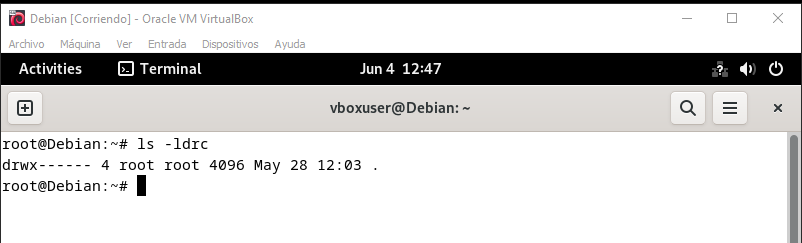 Debian [Corriendo] - Oracle VM VirtualBox
Archivo Máquina Ver Entrada Dispositivos Ayuda
Activities Terminal Jun 4 12:47
vboxuser@Debian: ~
root@Debian:~# ls -ldrc
drwx------ 4 root root 4096 May 28 12:03 .
root@Debian:~#